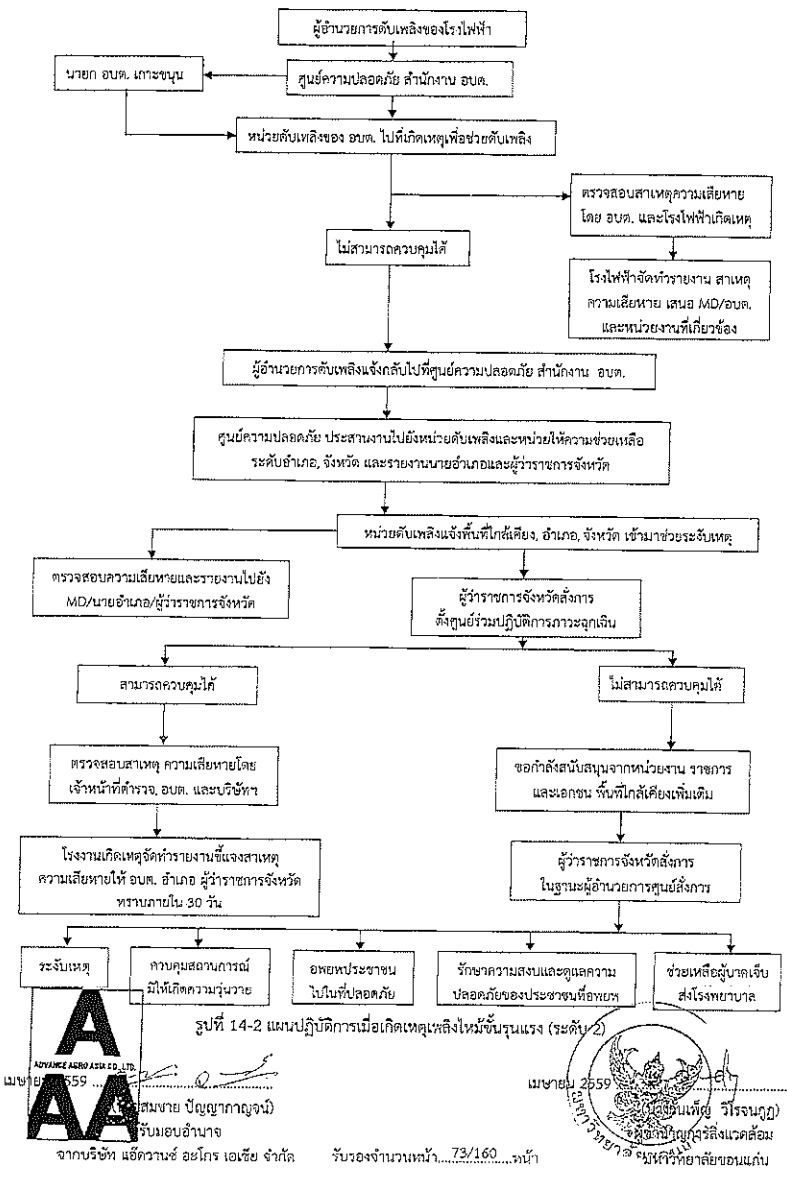 ผู้อำนวยการดับเพลิงของโรงไฟฟ้า
นายก อบต. เกาะขนุน
ศูนย์ความปลอดภัย สำนักงาน อบต.
หน่วยดับเพลิงของ อบต. ไปที่เกิดเหตุเพื่อช่วยดับเพลิง
ตรวจสอบสาเหตุความเสียหาย
โดย อบต. และโรงไฟฟ้าเกิดเหตุ
ไม่สามารถควบคุมได้
โรงไฟฟ้าจัดทำรายงาน สาเหตุ
ความเสียหาย เสนอ MD/อบต.
และหน่วยงานที่เกี่ยวข้อง
ผู้อำนวยการดับเพลิงแจ้งกลับไปที่ศูนย์ความปลอดภัย สำนักงาน อบต.
ศูนย์ความปลอดภัย ประสานงานไปยังหน่วยดับเพลิงและหน่วยให้ความช่วยเหลือ
ระดับอำเภอ, จังหวัด และรายงานนายอำเภอและผู้ว่าราชการจังหวัด
หน่วยดับเพลิงแจ้งพื้นที่ใกล้เคียง, อำเภอ, จังหวัด เข้ามาช่วยระงับเหตุ
ตรวจสอบความเสียหายและรายงานไปยัง
MD/นายอำเภอ/ผู้ว่าราชการจังหวัด
ผู้ว่าราชการจังหวัดสั่งการ
ตั้งศูนย์ร่วมปฏิบัติการภาวะฉุกเฉิน
สามารถควบคุมได้
ไม่สามารถควบคุมได้
ตรวจสอบสาเหตุ ความเสียหายโดย
เจ้าหน้าที่ตำรวจ, อบต. และบริษัทฯ
ขอกำลังสนับสนุนจากหน่วยงาน ราชการ
และเอกชน พื้นที่ใกล้เคียงเพิ่มเติม
โรงงานเกิดเหตุจัดทำรายงานชี้แจงสาเหตุ
ความเสียหายให้ อบต. อำเภอ ผู้ว่าราชการจังหวัด
ทราบภายใน 30 วัน
ผู้ว่าราชการจังหวัดสั่งการ
ในฐานะผู้อำนวยการศูนย์สั่งการ
ระงับเหตุ
ควบคุมสถานการณ์
มิให้เกิดความวุ่นวาย
อพยพประชาชน
ไปในที่ปลอดภัย
รักษาความสงบและดูแลความ
ปลอดภัยของประชาชนที่อพยพ
ช่วยเหลือผู้บาดเจ็บ
ส่งโรงพยาบาล
รูปที่ 14-2 แผนปฏิบัติการเมื่อเกิดเหตุเพลิงไหม้ขั้นรุนแรง (ระดับ 2)
A
ADVANCE AGRO ASIA CO.,LTD.
AA
เมษายน 2559
สมชาย ปัญญากาญจน์)
รับมอบอำนาจ
จากบริษัท แอ๊ดวานซ์ อะโกร เอเซีย จำกัด
รับรองจำนวนหน้า 73/160 หน้า
เมษายน 2559
(นางวันเพ็ญ วิโรจนกูฏ)
ผู้ชำนาญการสิ่งแวดล้อม
มหาวิทยาลัยขอนแก่น